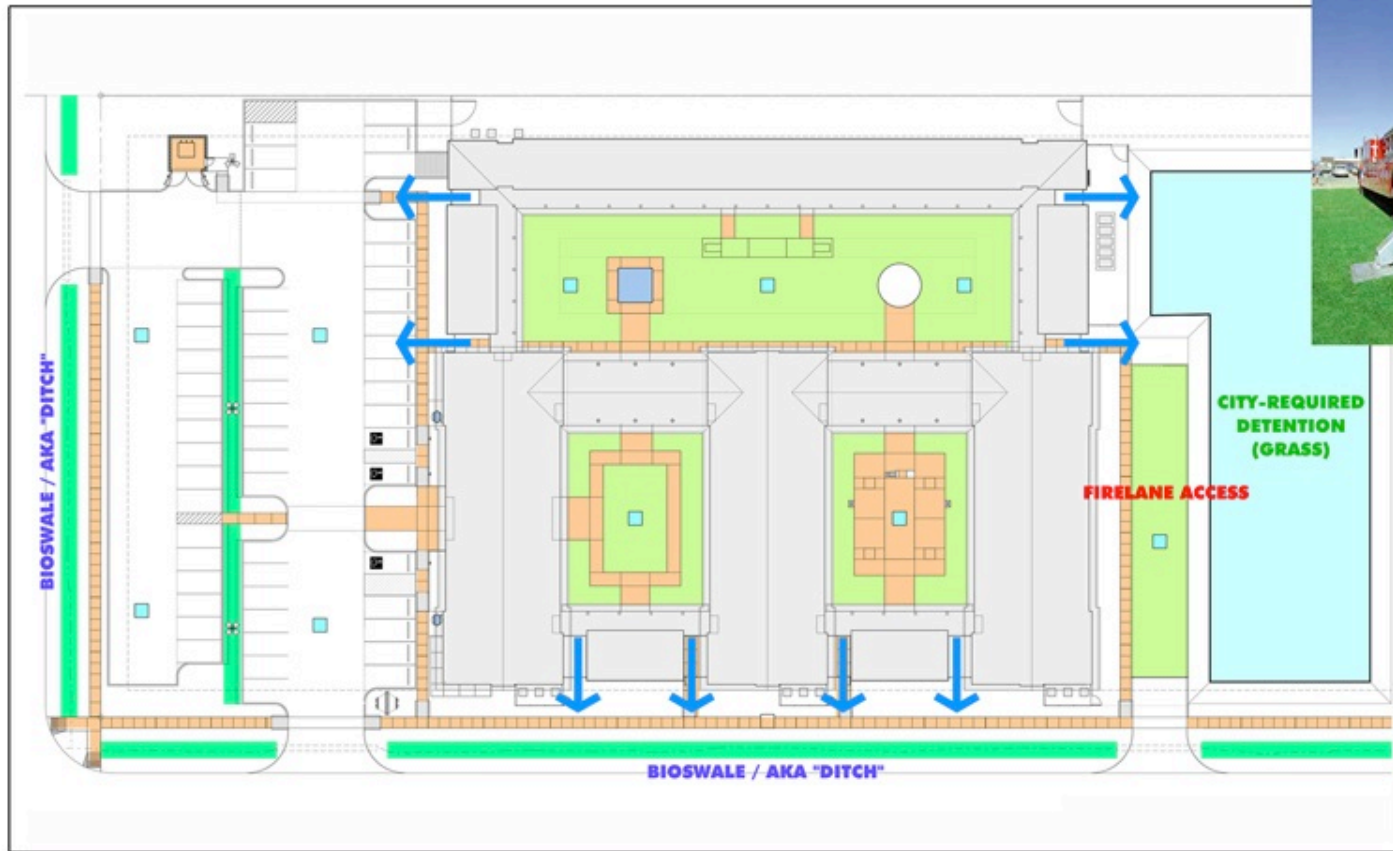 CITY-REQUIRED
DETENTION
(GRASS)
FIRELANE ACCESS
BIOSWALE / AKA "DITCH"
BIOSWALE / AKA "DITCH"